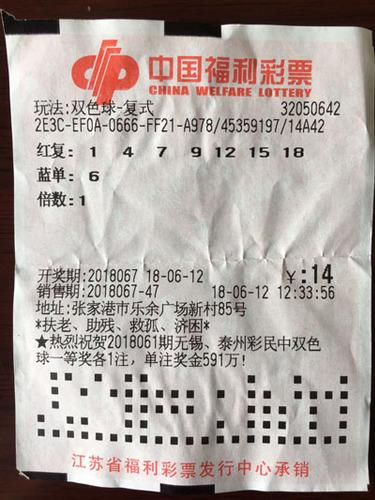 中国福利彩票
CHINA WELFARE LOTTERY
玩法:双色球-复式 32050642
2E3C-EF0A-0666-FF21-A978/45359197/14A42
红复: 1 4 7 9 12 15 18
蓝单: 6
倍数:1
开奖期:2018067 18-06-12 ¥:14
销售期:2018067-47 18-06-12 12:33:56
地址:张家港市乐余广场新村85号
*扶老、助残、救孤、济困*
★热烈祝贺2018061期无锡、泰州彩民中双色
球一等奖各1注，单注奖金591万!
江苏省福利彩票发行中心承销